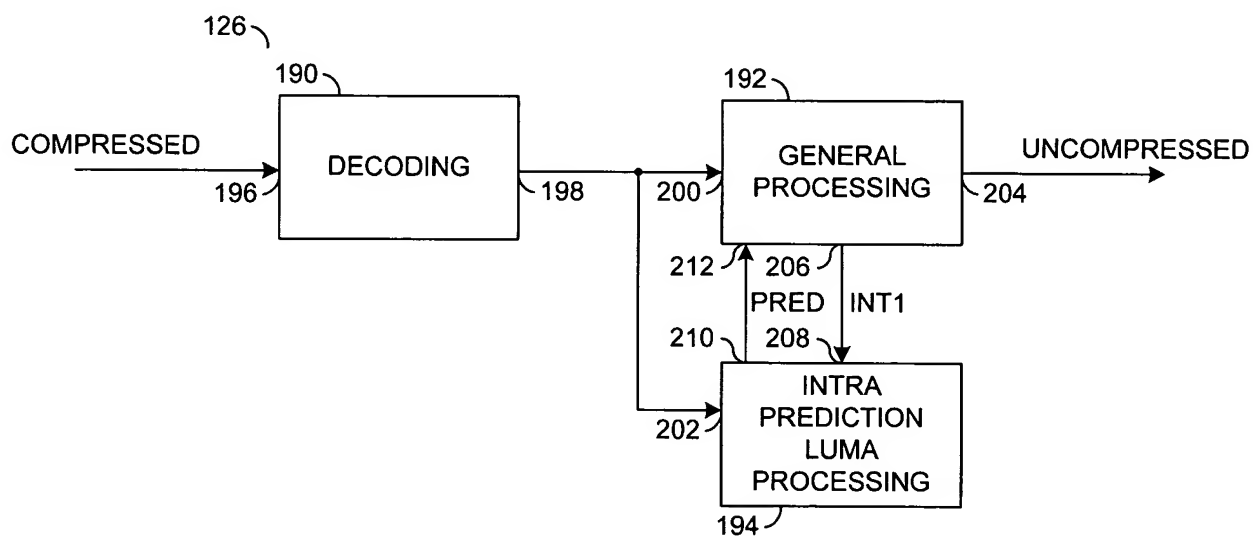 126
190
192
COMPRESSED
DECODING
GENERAL
PROCESSING
UNCOMPRESSED
196
198
200
204
212
206
PRED
INT1
210
208
202
INTRA
PREDICTION
LUMA
PROCESSING
194